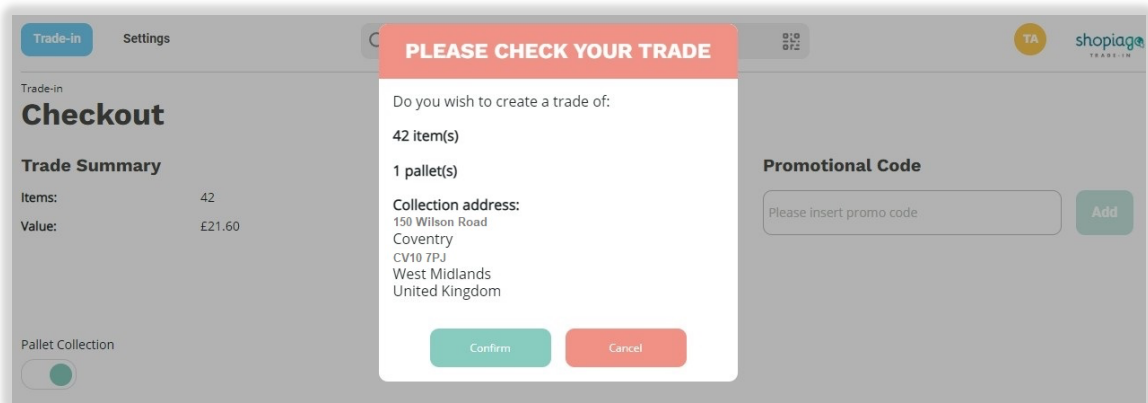 Trade-in
Settings
TA
shopiago
TRADE-IN
Trade-in
Checkout
Trade Summary
Items: 42
Value: £21.60
Pallet Collection
PLEASE CHECK YOUR TRADE
Do you wish to create a trade of:
42 item(s)
1 pallet(s)
Collection address:
150 Wilson Road
Coventry
CV10 7PJ
West Midlands
United Kingdom
Confirm
Cancel
Promotional Code
Please insert promo code
Add